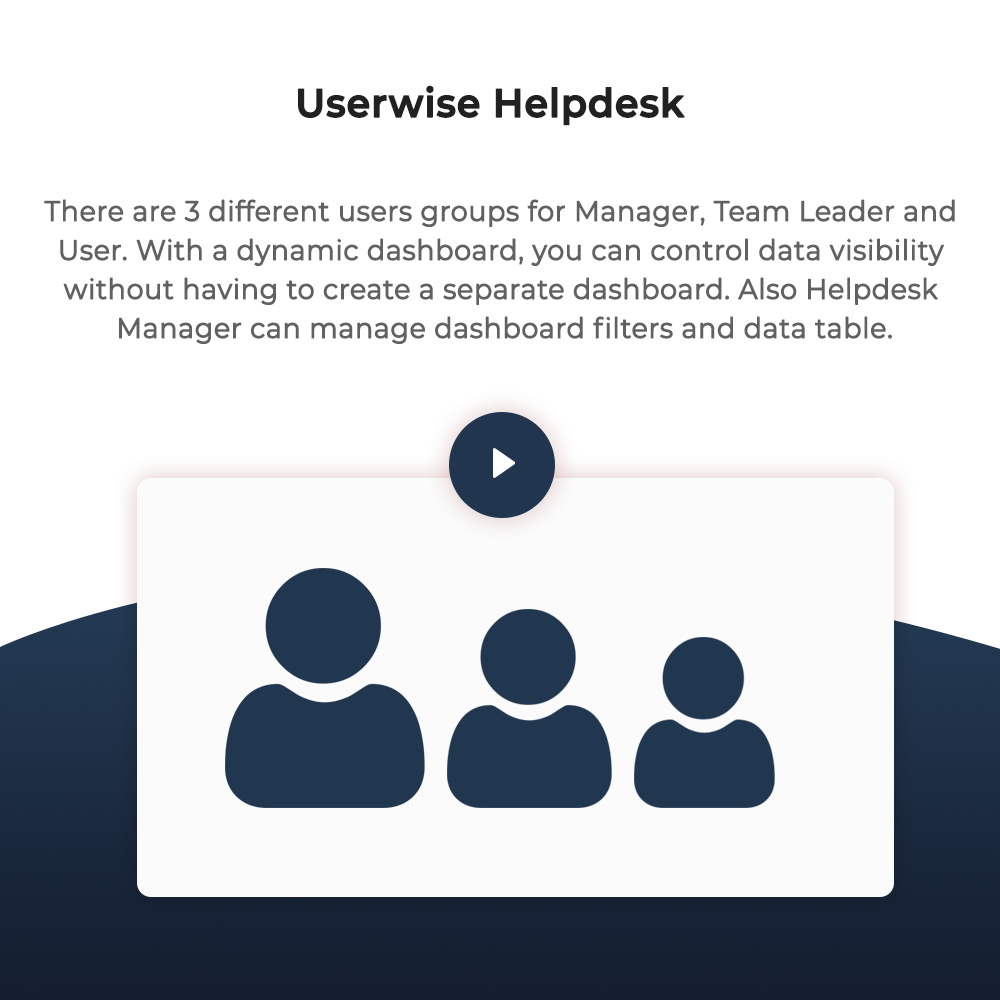 Userwise Helpdesk
There are 3 different users groups for Manager, Team Leader and
User. With a dynamic dashboard, you can control data visibility
without having to create a separate dashboard. Also Helpdesk
Manager can manage dashboard filters and data table.